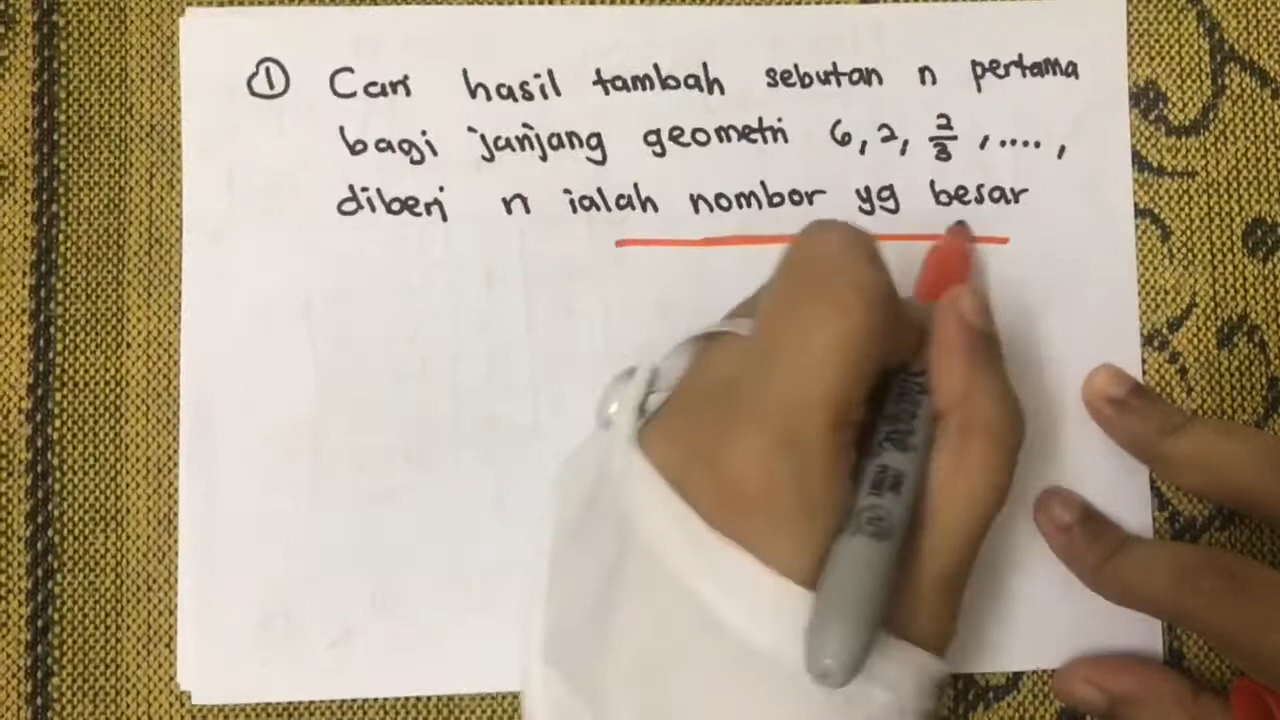 ① Cari hasil tambah sebutan n pertama
bagi janjang geometri 6, 2, 2/3, ....,
diberi n ialah nombor yg besar